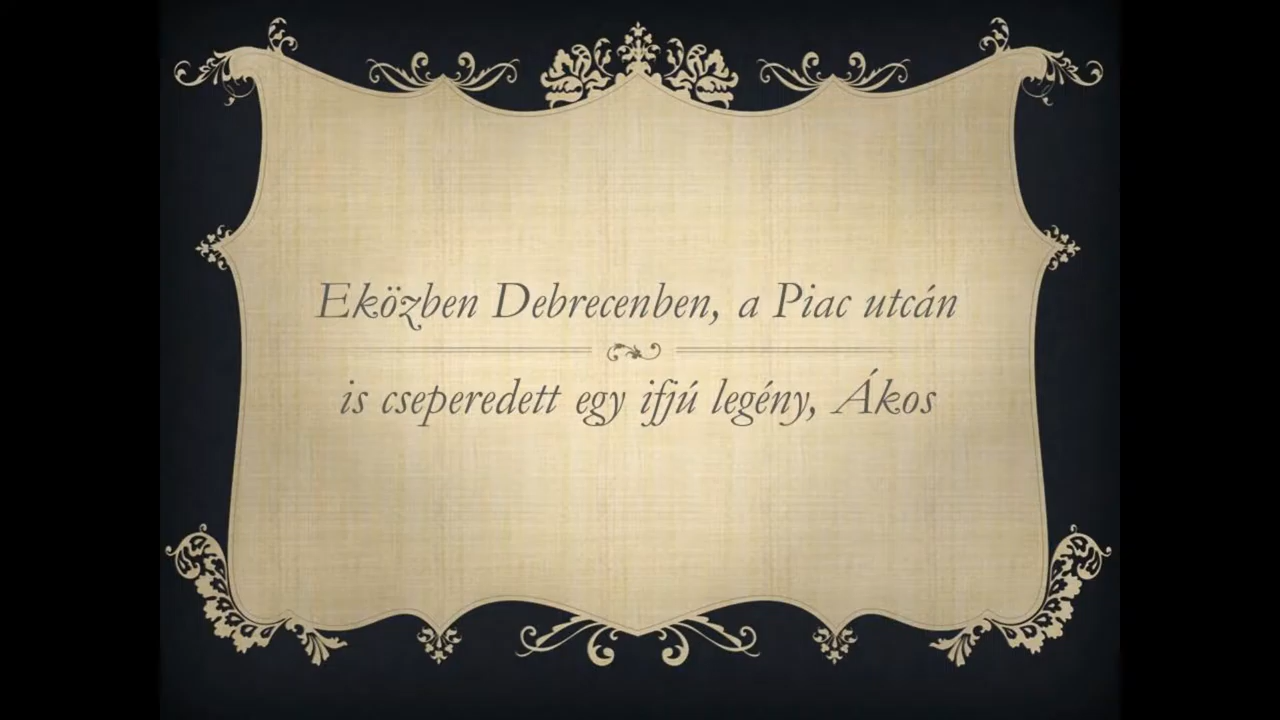 Eközben Debrecenben, a Piac utcán
is cseperedett egy ifjú legény, Ákos